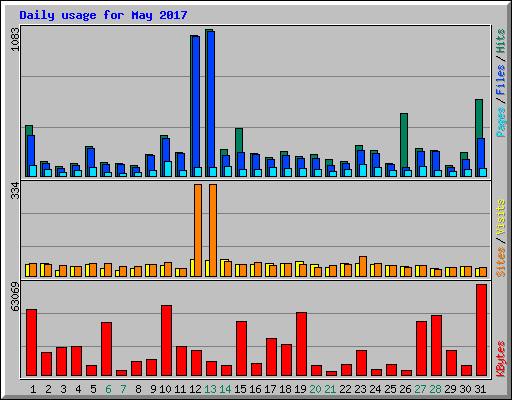 Daily usage for May 2017
1083
Pages / Files / Hits
334
Sites / Visits
63069
KBytes
1 2 3 4 5 6 7 8 9 10 11 12 13 14 15 16 17 18 19 20 21 22 23 24 25 26 27 28 29 30 31